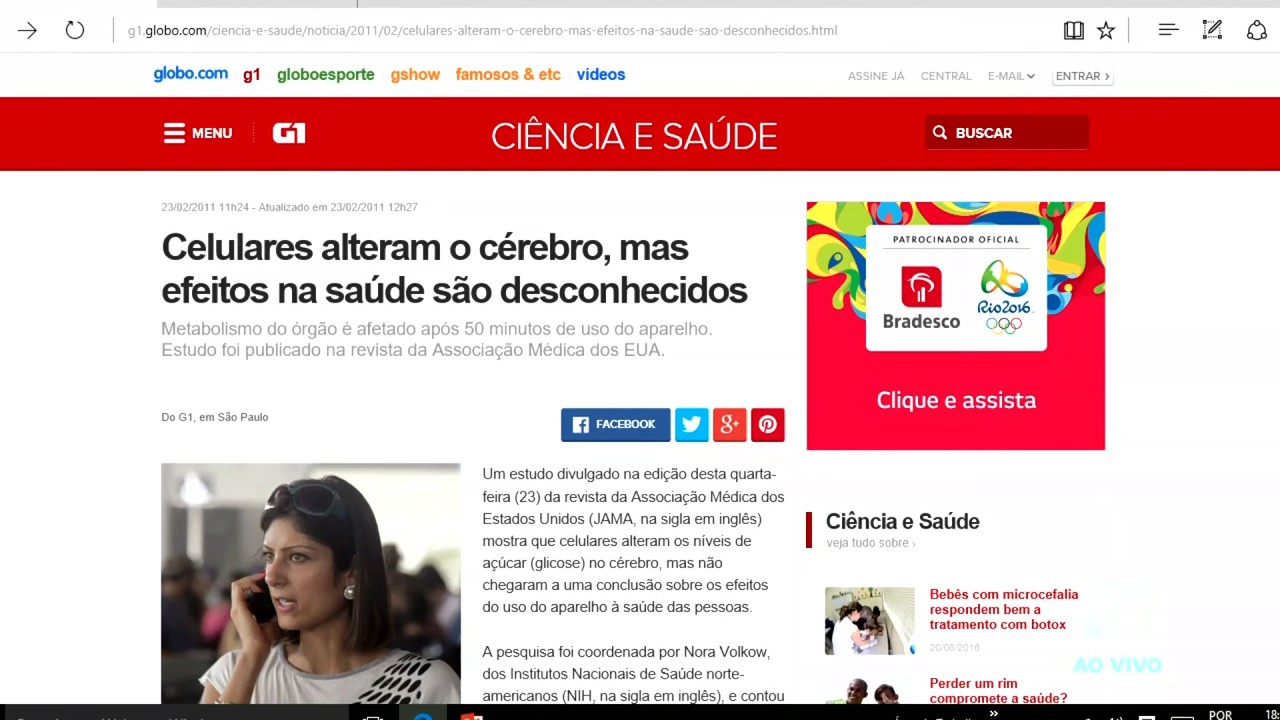 g1.globo.com/ciencia-e-saude/noticia/2011/02/celulares-alteram-o-cerebro-mas-efeitos-na-saude-sao-desconhecidos.html
globo.com g1 globoesporte gshow famosos & etc videos ASSINE JÁ CENTRAL E-MAIL ENTRAR
MENU G1 CIÊNCIA E SAÚDE BUSCAR
23/02/2011 11h24 - Atualizado em 23/02/2011 12h27
Celulares alteram o cérebro, mas
efeitos na saúde são desconhecidos
Metabolismo do órgão é afetado após 50 minutos de uso do aparelho.
Estudo foi publicado na revista da Associação Médica dos EUA.
Do G1, em São Paulo
FACEBOOK
g+
Um estudo divulgado na edição desta quarta-
feira (23) da revista da Associação Médica dos
Estados Unidos (JAMA, na sigla em inglês)
mostra que celulares alteram os níveis de
açúcar (glicose) no cérebro, mas não
chegaram a uma conclusão sobre os efeitos
do uso do aparelho à saúde das pessoas.
A pesquisa foi coordenada por Nora Volkow,
dos Institutos Nacionais de Saúde norte-
americanos (NIH, na sigla em inglês), e contou
PATROCINADOR OFICIAL
Bradesco
Rio2016
Clique e assista
Ciência e Saúde
veja tudo sobre ›
Bebês com microcefalia
respondem bem a
tratamento com botox
20/08/2016
AO VIVO
Perder um rim
compromete a saúde?
POR